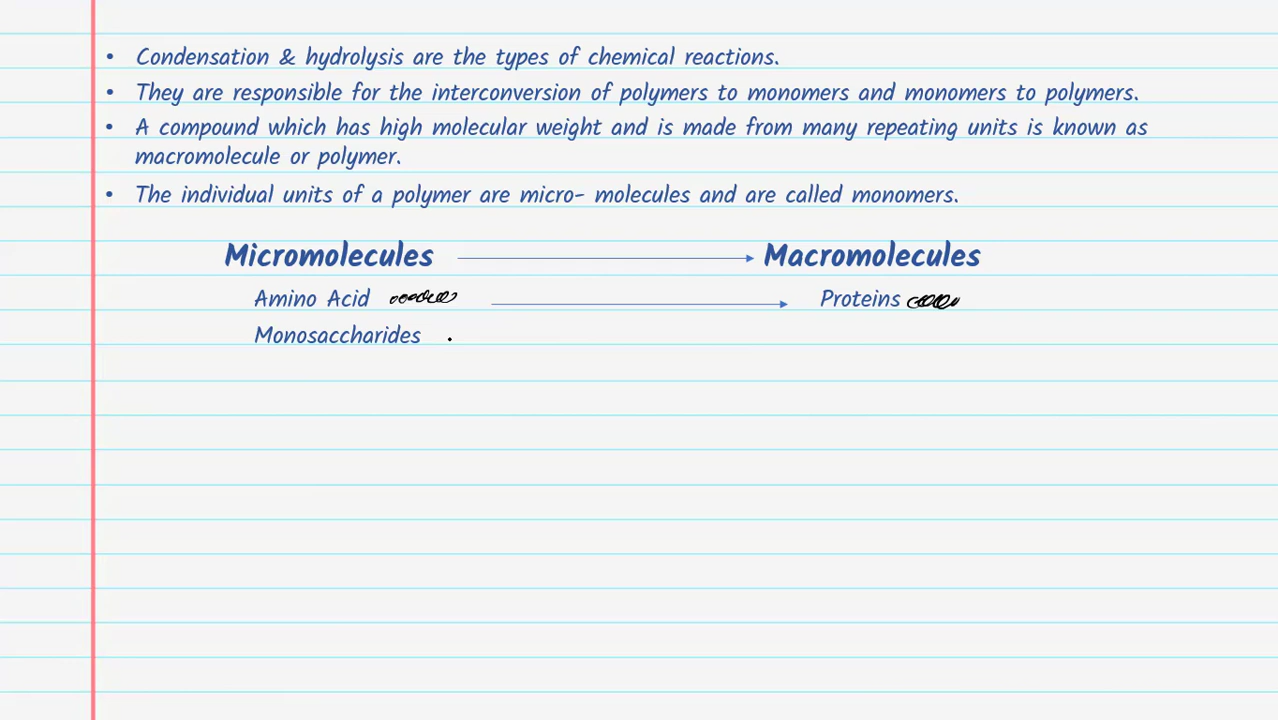 • Condensation & hydrolysis are the types of chemical reactions.
• They are responsible for the interconversion of polymers to monomers and monomers to polymers.
• A compound which has high molecular weight and is made from many repeating units is known as
macromolecule or polymer.
• The individual units of a polymer are micro- molecules and are called monomers.
Micromolecules Macromolecules
Amino Acid Proteins
Monosaccharides